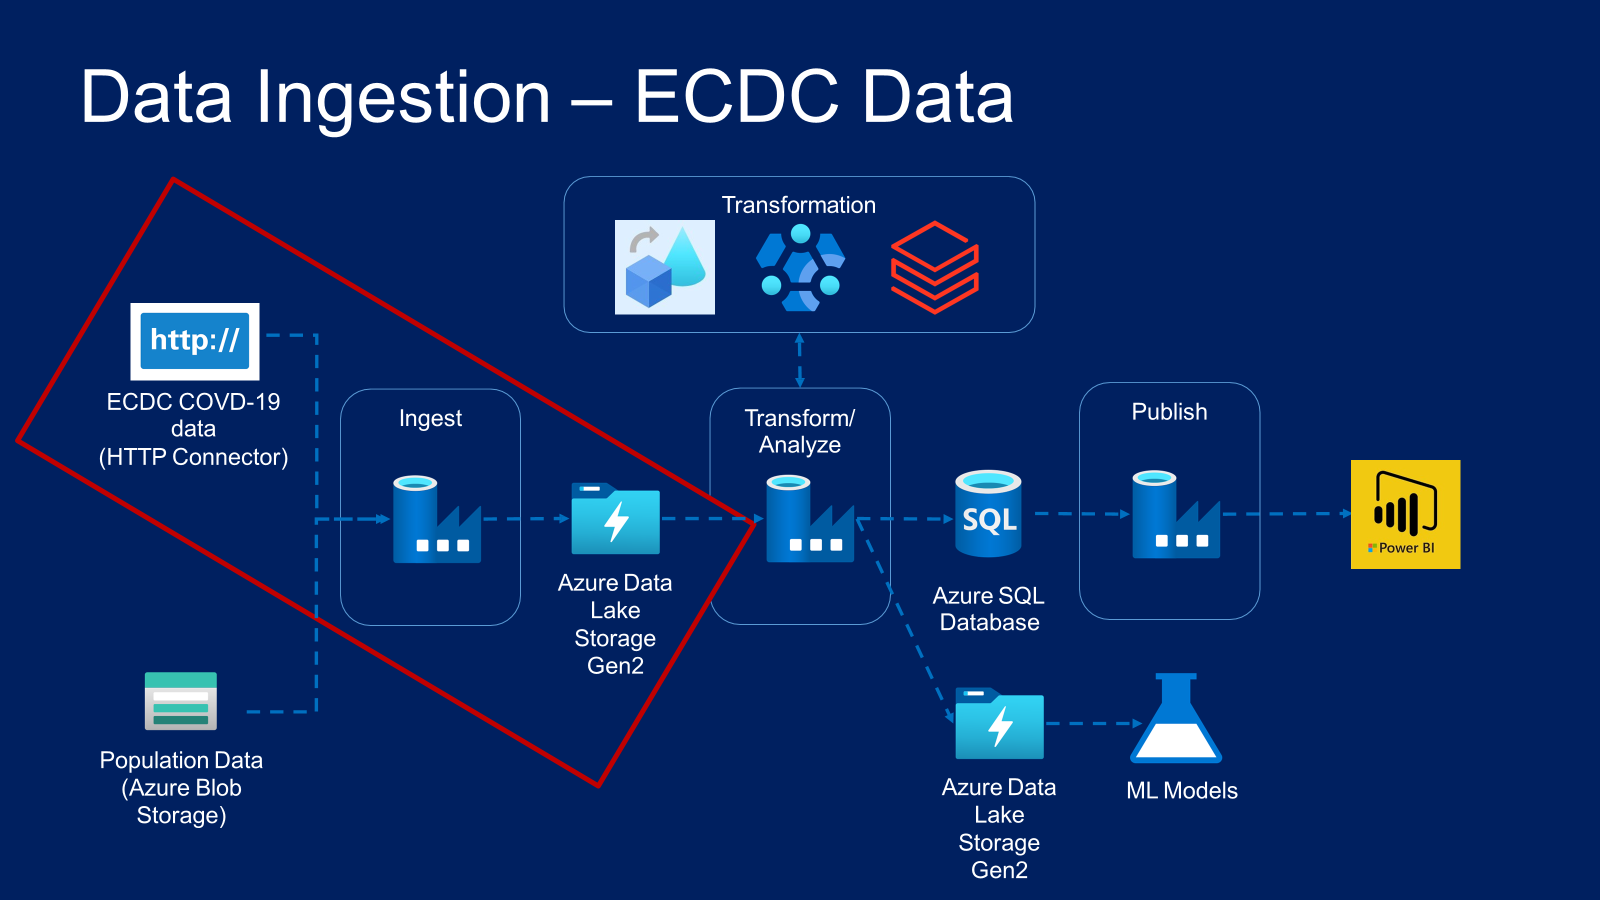 Data Ingestion – ECDC Data
Transformation
http://
ECDC COVD-19
data
(HTTP Connector)
Ingest
Azure Data
Lake
Storage
Gen2
Transform/
Analyze
SQL
Azure SQL
Database
Publish
Power BI
Population Data
(Azure Blob
Storage)
Azure Data
Lake
Storage
Gen2
ML Models